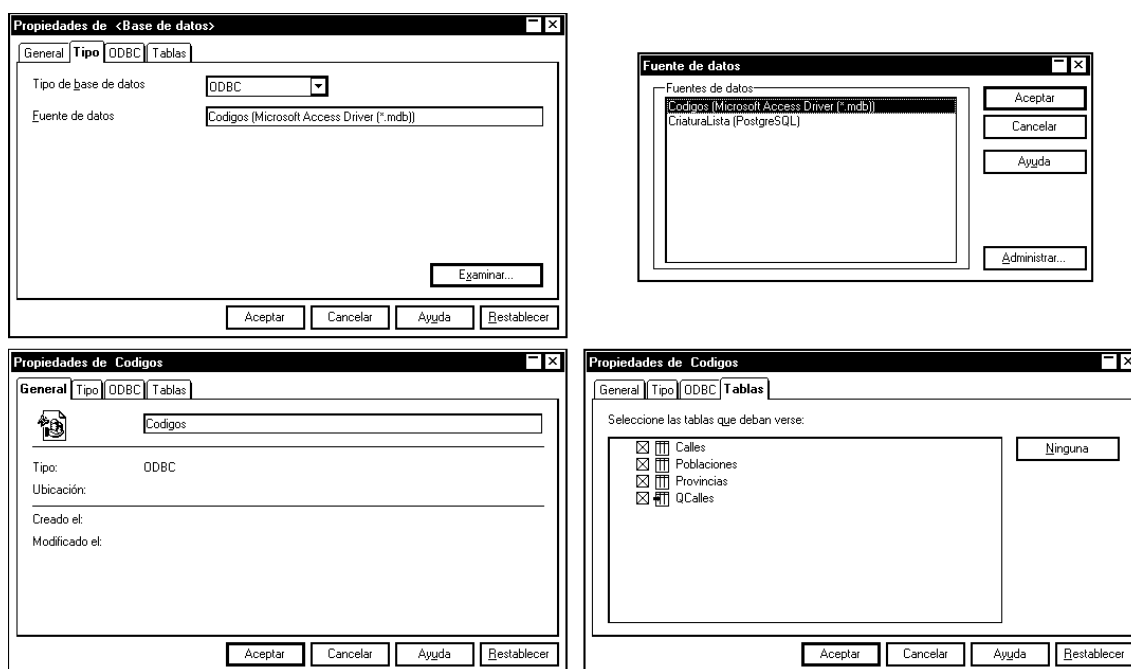 Propiedades de <Base de datos>
General Tipo ODBC Tablas
Tipo de base de datos
ODBC
Fuente de datos
Codigos (Microsoft Access Driver (*.mdb))
Examinar...
Aceptar Cancelar Ayuda Restablecer
Fuente de datos
Fuentes de datos
Codigos (Microsoft Access Driver (*.mdb))
CriaturaLista (PostgreSQL)
Aceptar
Cancelar
Ayuda
Administrar...
Propiedades de Codigos
General Tipo ODBC Tablas
Codigos
Tipo: ODBC
Ubicación:
Creado el:
Modificado el:
Aceptar Cancelar Ayuda Restablecer
Propiedades de Codigos
General Tipo ODBC Tablas
Seleccione las tablas que deban verse:
Calles
Poblaciones
Provincias
QCalles
Ninguna
Aceptar Cancelar Ayuda Restablecer